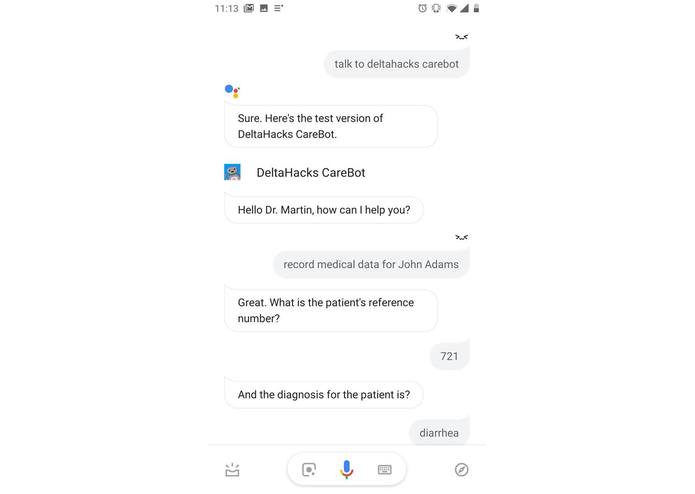 11:13
talk to deltahacks carebot
Sure. Here's the test version of
DeltaHacks CareBot.
DeltaHacks CareBot
Hello Dr. Martin, how can I help you?
record medical data for John Adams
Great. What is the patient's reference
number?
721
And the diagnosis for the patient is?
diarrhea